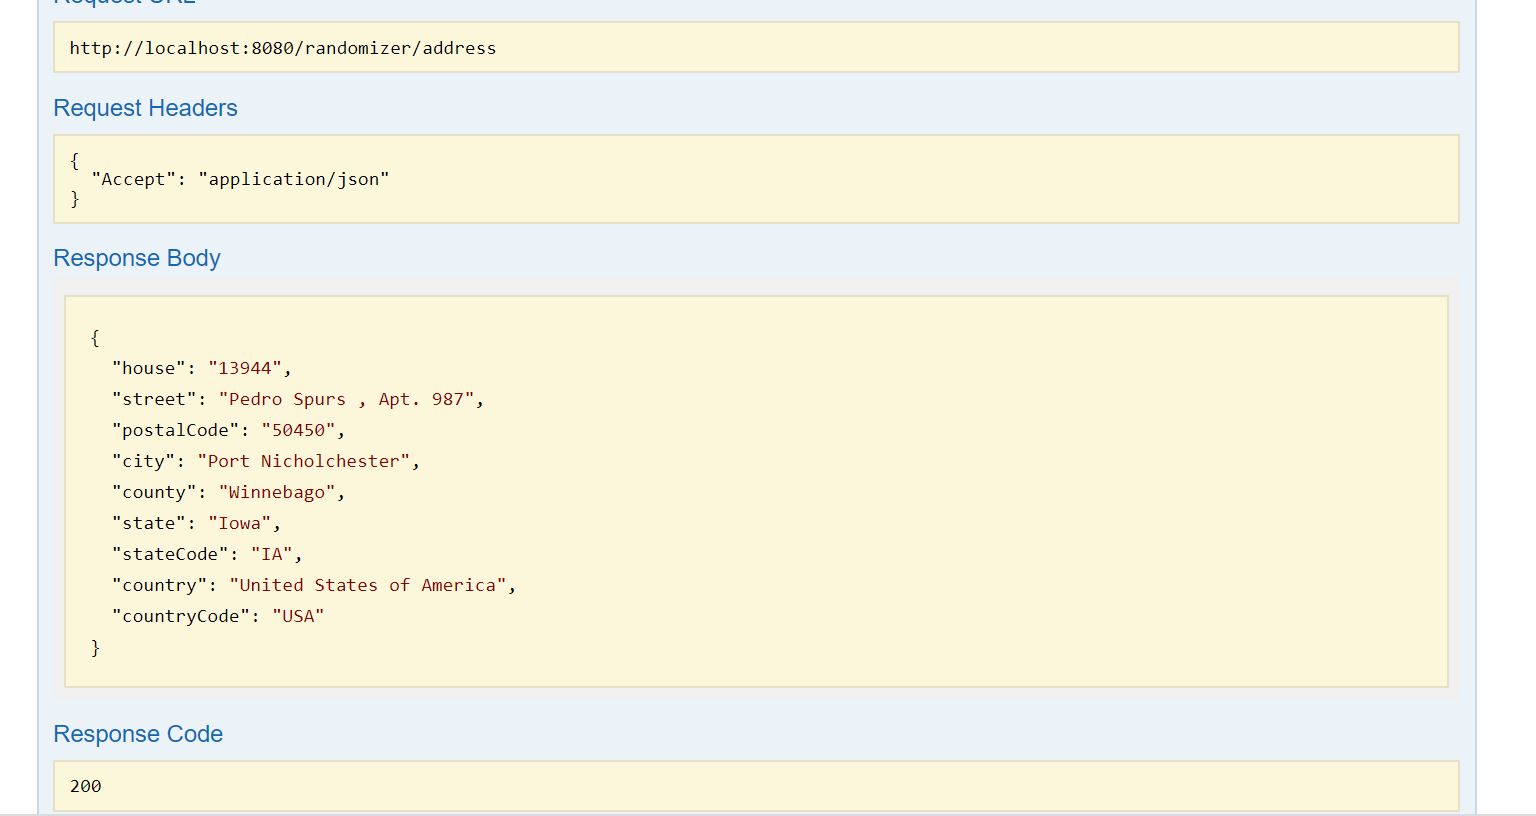 Request URL
http://localhost:8080/randomizer/address
Request Headers
{
"Accept": "application/json"
}
Response Body
{
"house": "13944",
"street": "Pedro Spurs , Apt. 987",
"postalCode": "50450",
"city": "Port Nicholchester",
"county": "Winnebago",
"state": "Iowa",
"stateCode": "IA",
"country": "United States of America",
"countryCode": "USA"
}
Response Code
200